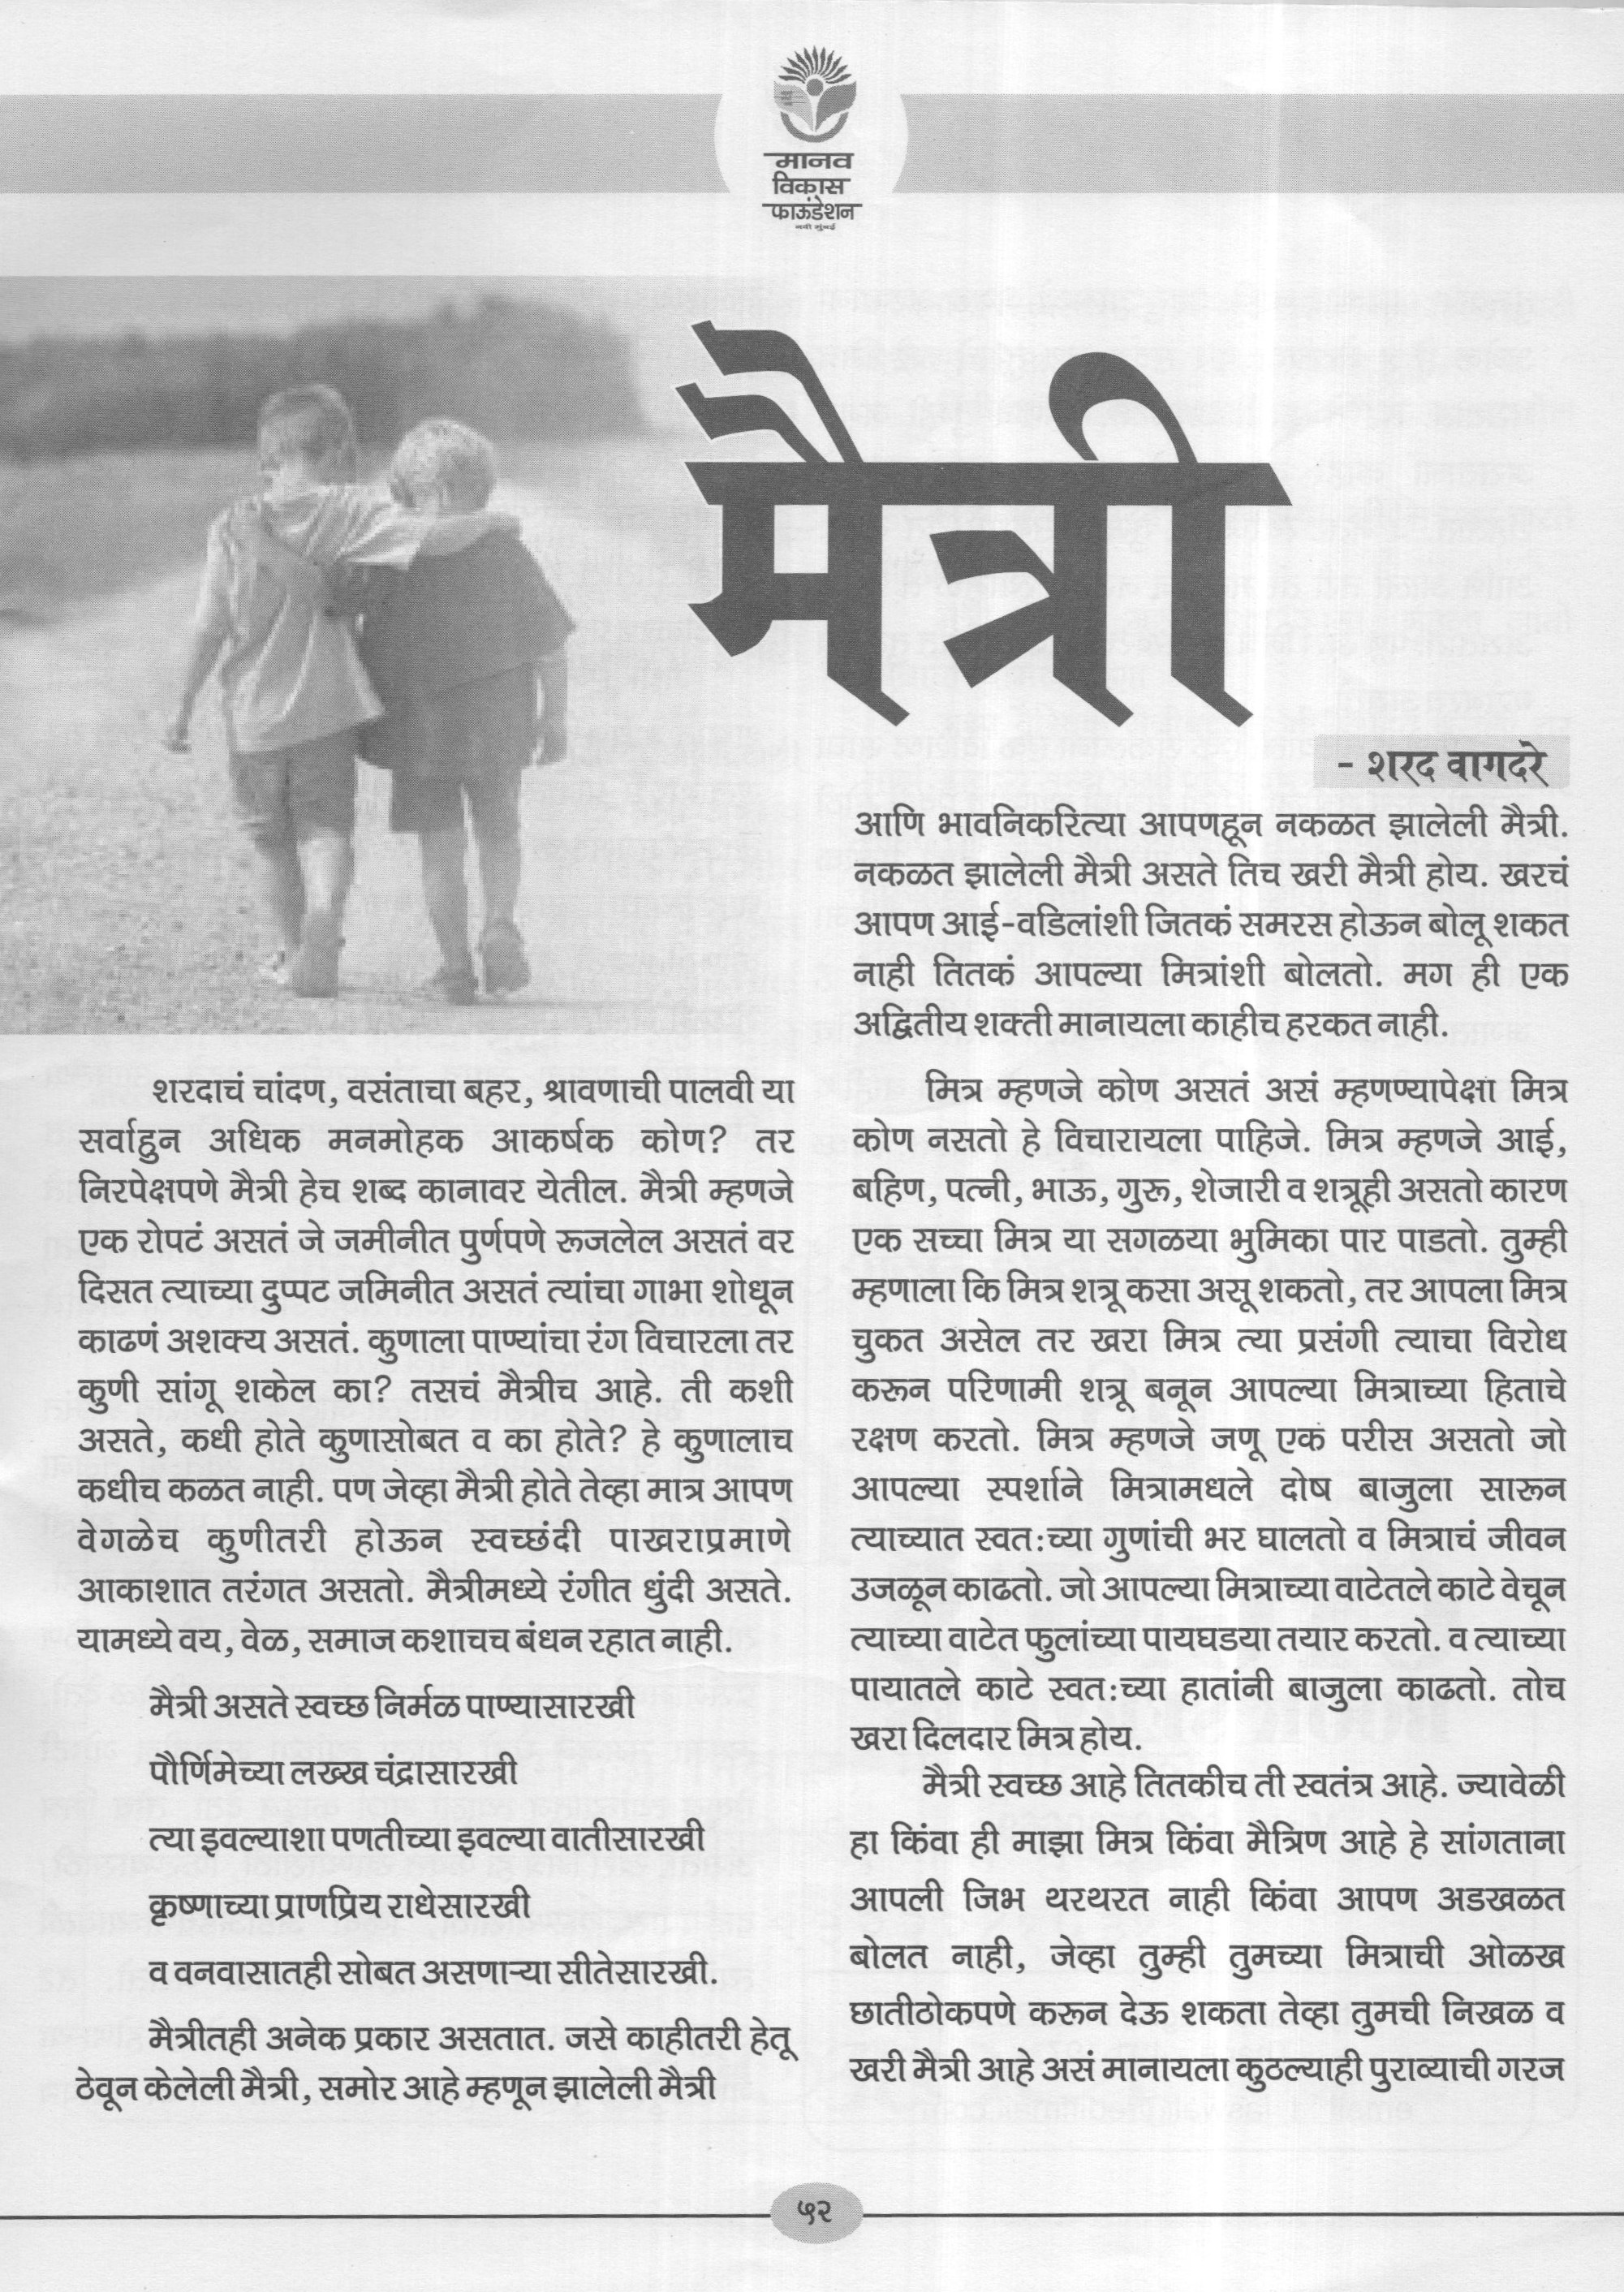 मानव
विकास
फाऊंडेशन
नवी मुंबई
मैत्री
- शरद वागदरे
शरदाचं चांदण, वसंताचा बहर, श्रावणाची पालवी या
सर्वाहुन अधिक मनमोहक आकर्षक कोण? तर
निरपेक्षपणे मैत्री हेच शब्द कानावर येतील. मैत्री म्हणजे
एक रोपटं असतं जे जमीनीत पुर्णपणे रूजलेल असतं वर
दिसत त्याच्या दुप्पट जमिनीत असतं त्यांचा गाभा शोधून
काढणं अशक्य असतं. कुणाला पाण्यांचा रंग विचारला तर
कुणी सांगू शकेल का? तसचं मैत्रीच आहे. ती कशी
असते, कधी होते कुणासोबत व का होते? हे कुणालाच
कधीच कळत नाही. पण जेव्हा मैत्री होते तेव्हा मात्र आपण
वेगळेच कुणीतरी होऊन स्वच्छंदी पाखराप्रमाणे
आकाशात तरंगत असतो. मैत्रीमध्ये रंगीत धुंदी असते.
यामध्ये वय, वेळ, समाज कशाचच बंधन रहात नाही.
मैत्री असते स्वच्छ निर्मळ पाण्यासारखी
पौर्णिमेच्या लख्ख चंद्रासारखी
त्या इवल्याशा पणतीच्या इवल्या वातीसारखी
कृष्णाच्या प्राणप्रिय राधेसारखी
व वनवासातही सोबत असणाऱ्या सीतेसारखी.
मैत्रीतही अनेक प्रकार असतात. जसे काहीतरी हेतू
ठेवून केलेली मैत्री, समोर आहे म्हणून झालेली मैत्री
आणि भावनिकरित्या आपणहून नकळत झालेली मैत्री.
नकळत झालेली मैत्री असते तिच खरी मैत्री होय. खरचं
आपण आई-वडिलांशी जितकं समरस होऊन बोलू शकत
नाही तितकं आपल्या मित्रांशी बोलतो. मग ही एक
अद्वितीय शक्ती मानायला काहीच हरकत नाही.
मित्र म्हणजे कोण असतं असं म्हणण्यापेक्षा मित्र
कोण नसतो हे विचारायला पाहिजे. मित्र म्हणजे आई,
बहिण, पत्नी, भाऊ, गुरू, शेजारी व शत्रूही असतो कारण
एक सच्चा मित्र या सगळया भुमिका पार पाडतो. तुम्ही
म्हणाला कि मित्र शत्रू कसा असू शकतो, तर आपला मित्र
चुकत असेल तर खरा मित्र त्या प्रसंगी त्याचा विरोध
करून परिणामी शत्रू बनून आपल्या मित्राच्या हिताचे
रक्षण करतो. मित्र म्हणजे जणू एक परीस असतो जो
आपल्या स्पर्शाने मित्रामधले दोष बाजुला सारून
त्याच्यात स्वत:च्या गुणांची भर घालतो व मित्राचं जीवन
उजळून काढतो. जो आपल्या मित्राच्या वाटेतले काटे वेचून
त्याच्या वाटेत फुलांच्या पायघडया तयार करतो. व त्याच्या
पायातले काटे स्वत:च्या हातांनी बाजुला काढतो. तोच
खरा दिलदार मित्र होय.
मैत्री स्वच्छ आहे तितकीच ती स्वतंत्र आहे. ज्यावेळी
हा किंवा ही माझा मित्र किंवा मैत्रिण आहे हे सांगताना
आपली जिभ थरथरत नाही किंवा आपण अडखळत
बोलत नाही, जेव्हा तुम्ही तुमच्या मित्राची ओळख
छातीठोकपणे करून देऊ शकता तेव्हा तुमची निखळ व
खरी मैत्री आहे असं मानायला कुठल्याही पुराव्याची गरज
५२